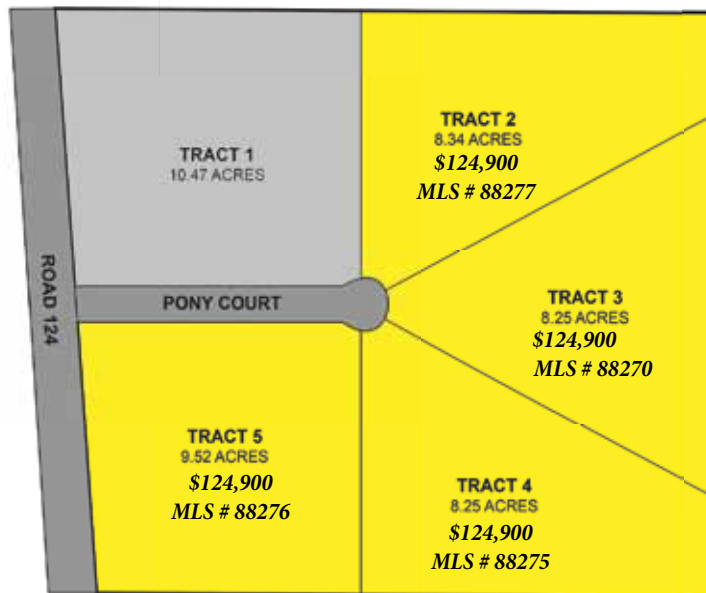 TRACT 1
10.47 ACRES
TRACT 2
8.34 ACRES
$124,900
MLS # 88277
ROAD 124
PONY COURT
TRACT 3
8.25 ACRES
$124,900
MLS # 88270
TRACT 5
9.52 ACRES
$124,900
MLS # 88276
TRACT 4
8.25 ACRES
$124,900
MLS # 88275